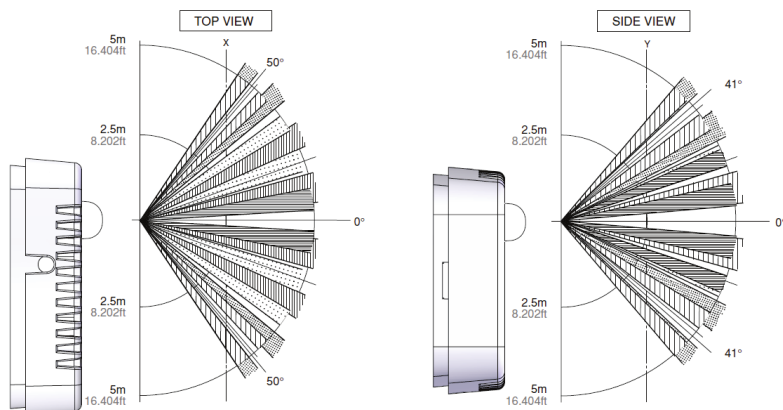 TOP VIEW
5m
16.404ft
X
50°
2.5m
8.202ft
0°
2.5m
8.202ft
50°
5m
16.404ft
SIDE VIEW
5m
16.404ft
Y
41°
2.5m
8.202ft
0°
2.5m
8.202ft
41°
5m
16.404ft